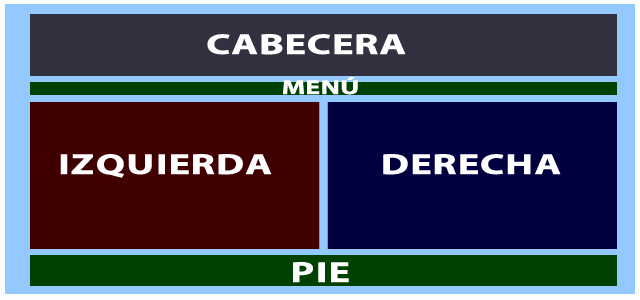 CABECERA
MENÚ
IZQUIERDA
DERECHA
PIE